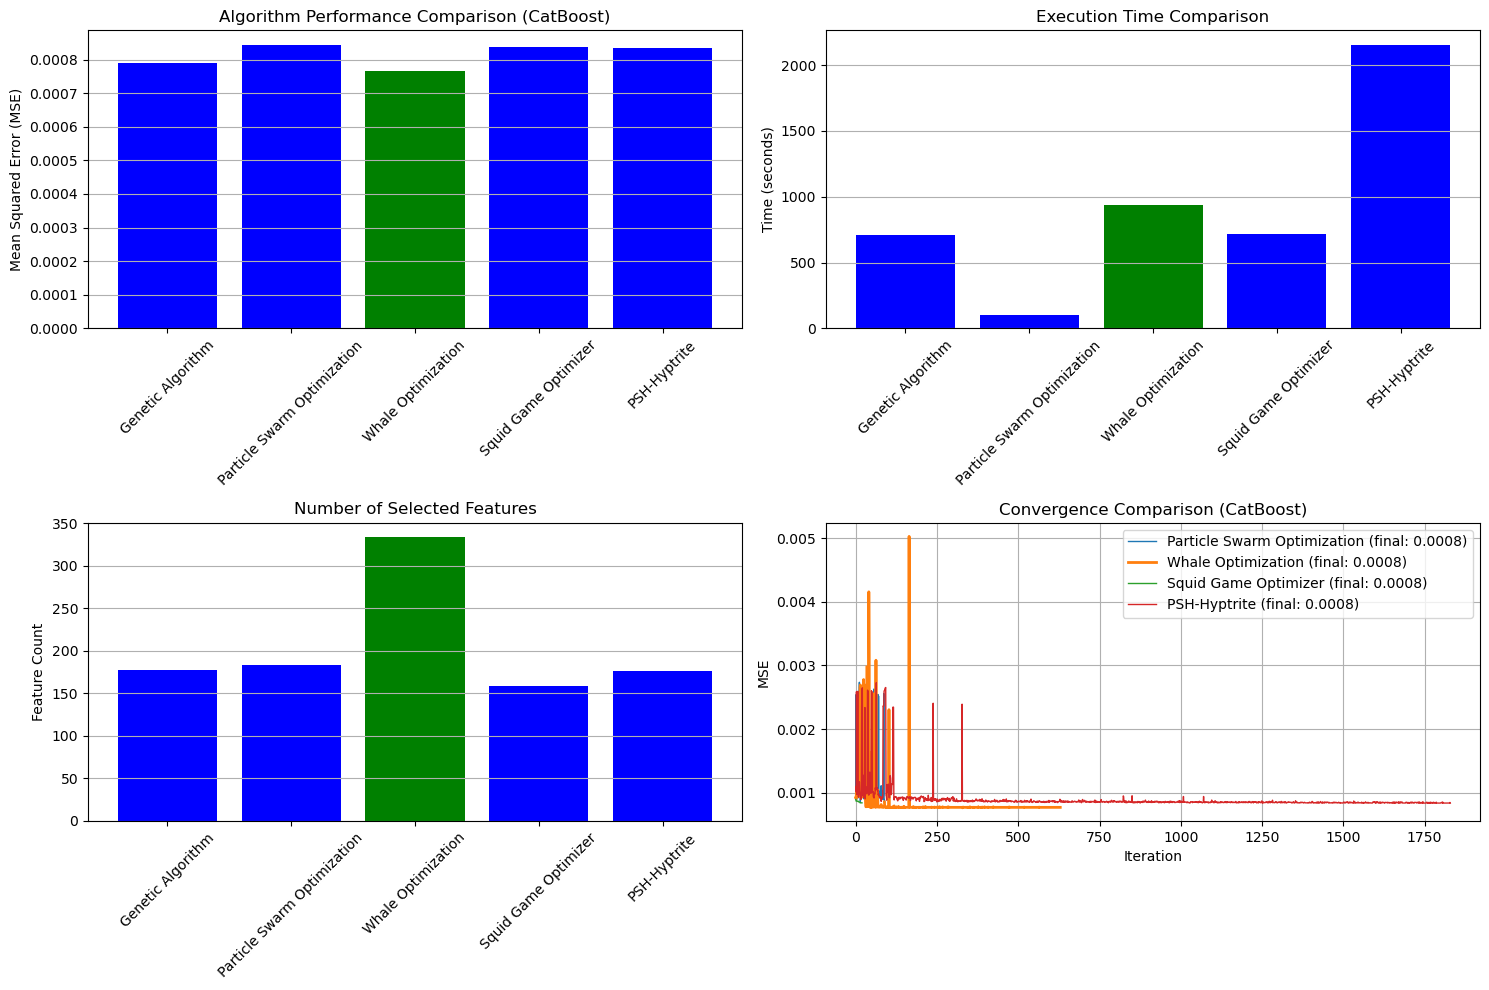 Algorithm Performance Comparison (CatBoost)
Mean Squared Error (MSE)
0.0008
0.0007
0.0006
0.0005
0.0004
0.0003
0.0002
0.0001
0.0000
Genetic Algorithm
Particle Swarm Optimization
Whale Optimization
Squid Game Optimizer
PSH-Hyptrite
Execution Time Comparison
Time (seconds)
2000
1500
1000
500
0
Genetic Algorithm
Particle Swarm Optimization
Whale Optimization
Squid Game Optimizer
PSH-Hyptrite
Number of Selected Features
Feature Count
350
300
250
200
150
100
50
0
Genetic Algorithm
Particle Swarm Optimization
Whale Optimization
Squid Game Optimizer
PSH-Hyptrite
Convergence Comparison (CatBoost)
Particle Swarm Optimization (final: 0.0008)
Whale Optimization (final: 0.0008)
Squid Game Optimizer (final: 0.0008)
PSH-Hyptrite (final: 0.0008)
MSE
0.005
0.004
0.003
0.002
0.001
0 250 500 750 1000 1250 1500 1750
Iteration